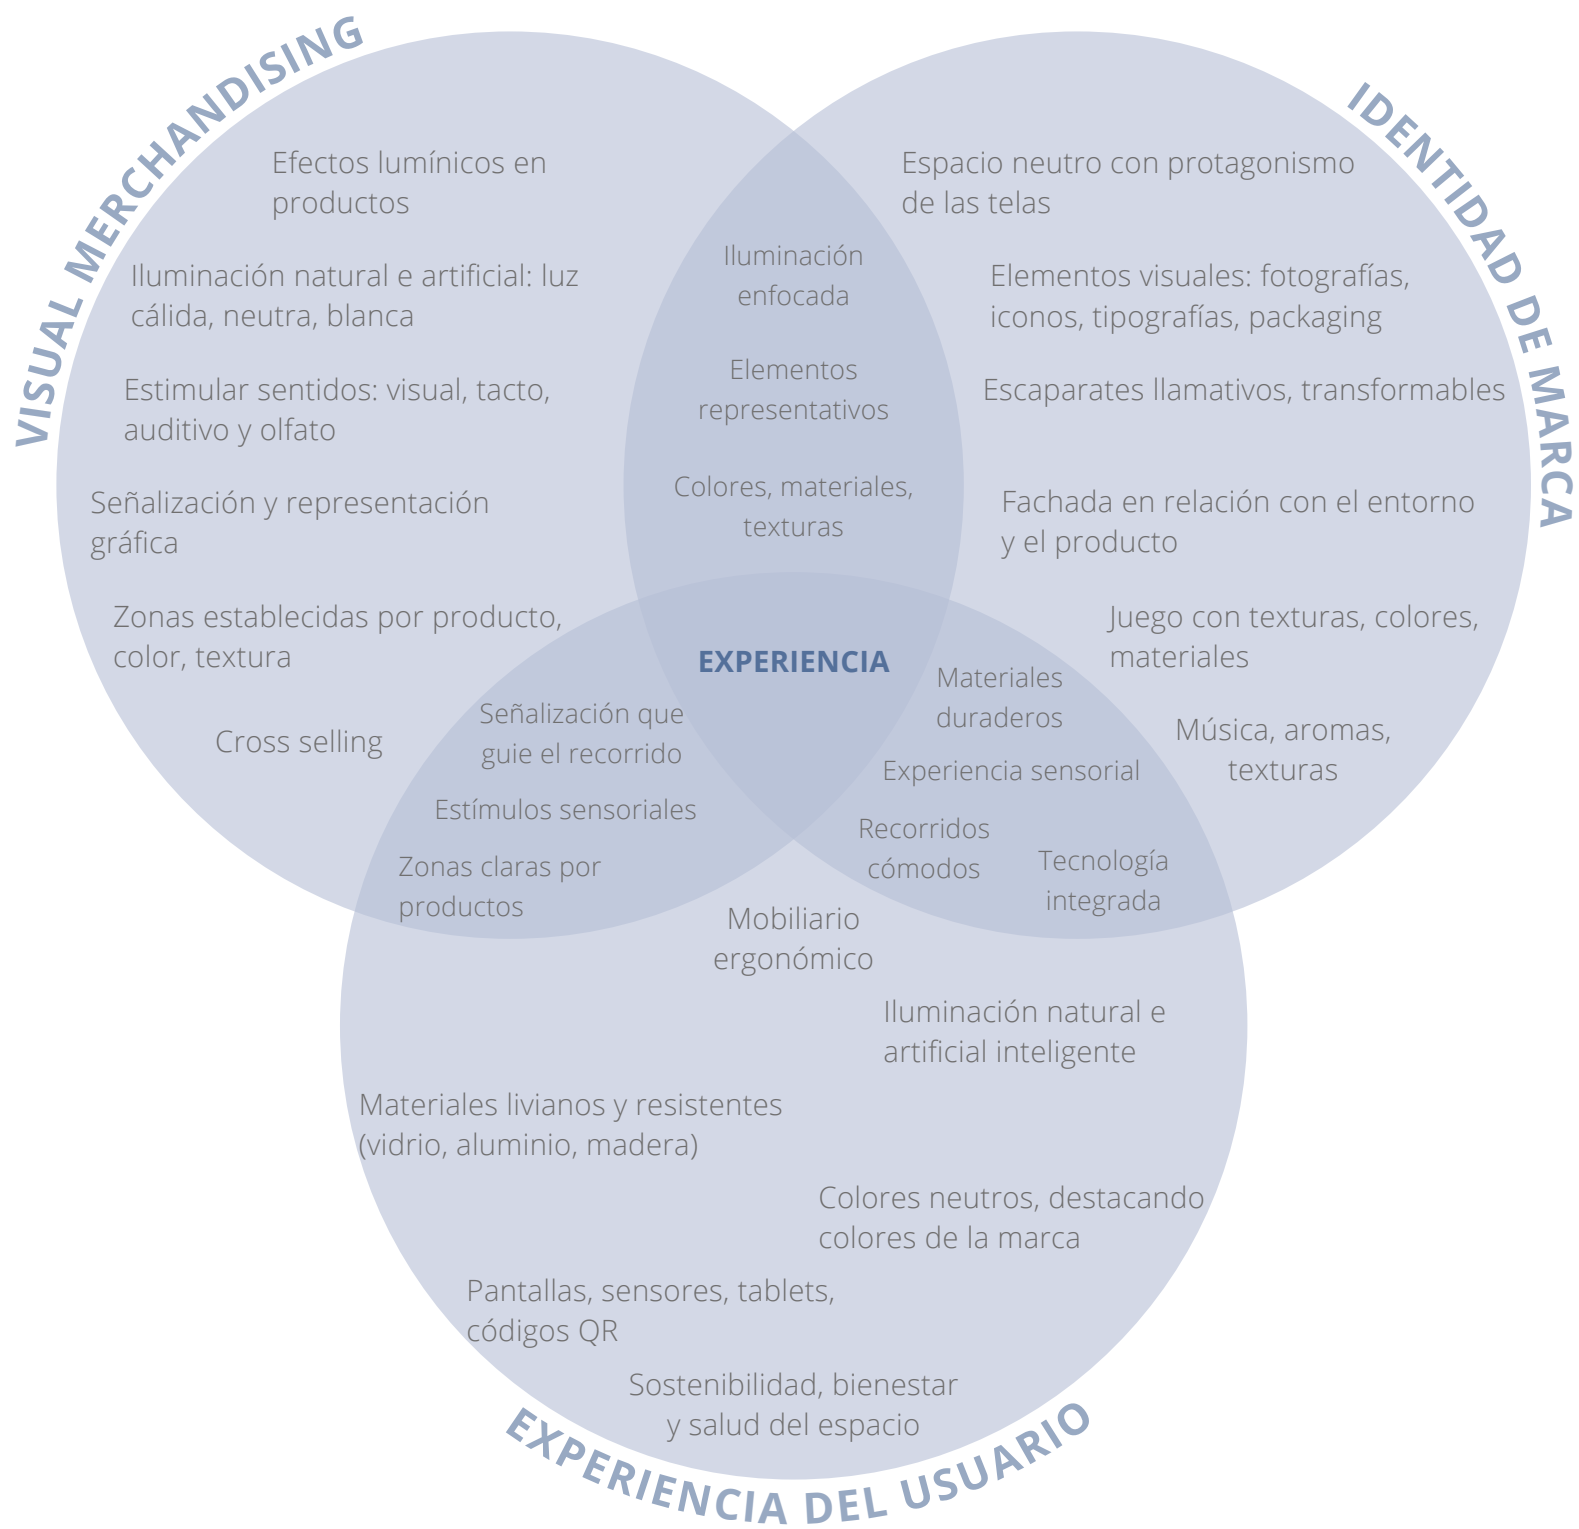 VISUAL MERCHANDISING
Efectos lumínicos en
productos
Iluminación natural e artificial: luz
cálida, neutra, blanca
Estimular sentidos: visual, tacto,
auditivo y olfato
Señalización y representación
gráfica
Zonas establecidas por producto,
color, textura
Cross selling
Iluminación
enfocada
Elementos
representativos
Colores, materiales,
texturas
IDENTIDAD DE MARCA
Espacio neutro con protagonismo
de las telas
Elementos visuales: fotografías,
iconos, tipografías, packaging
Escaparates llamativos, transformables
Fachada en relación con el entorno
y el producto
Juego con texturas, colores,
materiales
Música, aromas,
texturas
EXPERIENCIA
Señalización que
guie el recorrido
Estímulos sensoriales
Zonas claras por
productos
Materiales
duraderos
Experiencia sensorial
Recorridos
cómodos
Tecnología
integrada
Mobiliario
ergonómico
Iluminación natural e
artificial inteligente
Materiales livianos y resistentes
(vidrio, aluminio, madera)
Colores neutros, destacando
colores de la marca
Pantallas, sensores, tablets,
códigos QR
Sostenibilidad, bienestar
y salud del espacio
EXPERIENCIA DEL USUARIO